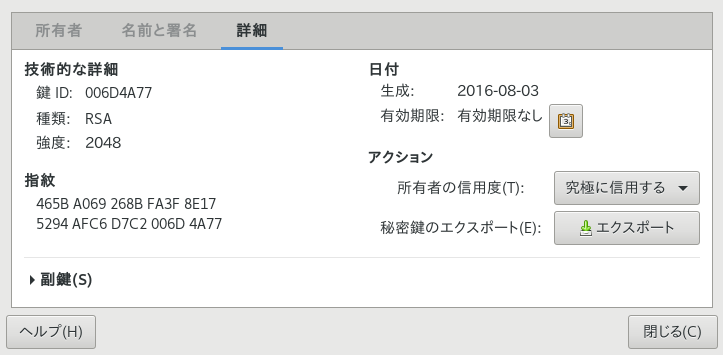 所有者 名前と署名 詳細
技術的な詳細
鍵 ID: 006D4A77
種類: RSA
強度: 2048
指紋
465B A069 268B FA3F 8E17
5294 AFC6 D7C2 006D 4A77
日付
生成: 2016-08-03
有効期限: 有効期限なし
アクション
所有者の信用度(T): 究極に信用する
秘密鍵のエクスポート(E): エクスポート
副鍵(S)
ヘルプ(H) 閉じる(C)